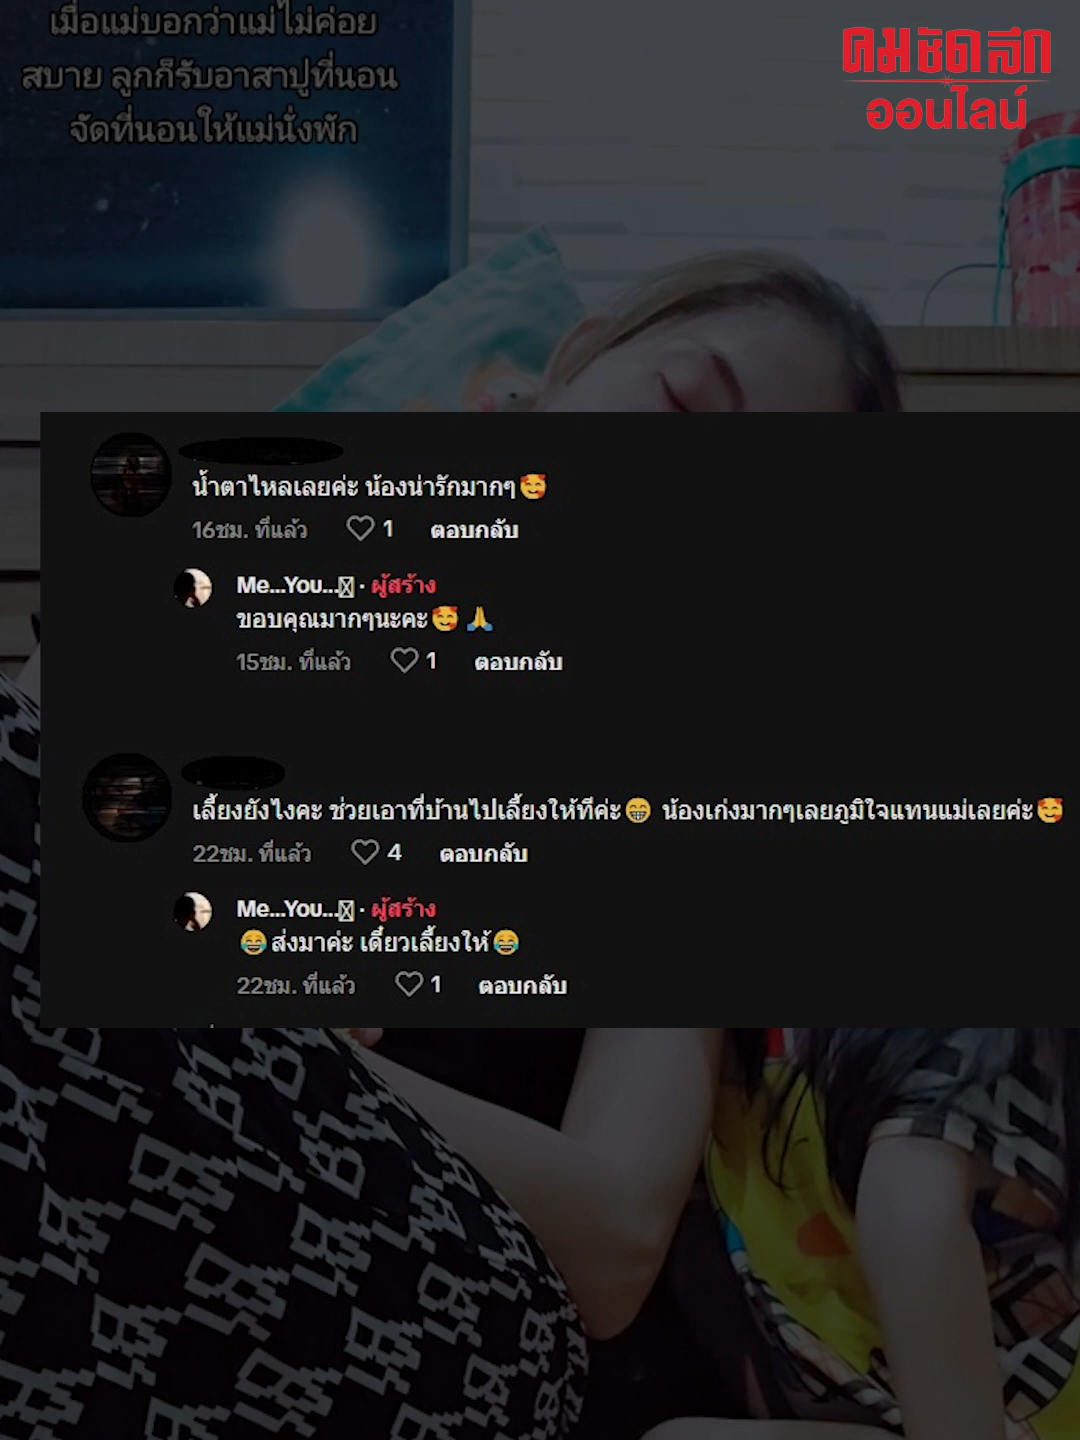 เมื่อแม่บอกว่าแม่ไม่ค่อย
สบาย ลูกก็รับอาสาปูที่นอน
จัดที่นอนให้แม่นั่งพัก
คมชัดลึก
ออนไลน์
น้ำตาไหลเลยค่ะ น้องน่ารักมากๆ🥰
16ชม. ที่แล้ว 1 ตอบกลับ
Me...You... · ผู้สร้าง
ขอบคุณมากๆนะคะ🥰 🙏
15ชม. ที่แล้ว 1 ตอบกลับ
เลี้ยงยังไงคะ ช่วยเอาที่บ้านไปเลี้ยงให้ทีค่ะ😁 น้องเก่งมากๆเลยภูมิใจแทนแม่เลยค่ะ🥰
22ชม. ที่แล้ว 4 ตอบกลับ
Me...You... · ผู้สร้าง
😂ส่งมาค่ะ เดี๋ยวเลี้ยงให้😂
22ชม. ที่แล้ว 1 ตอบกลับ